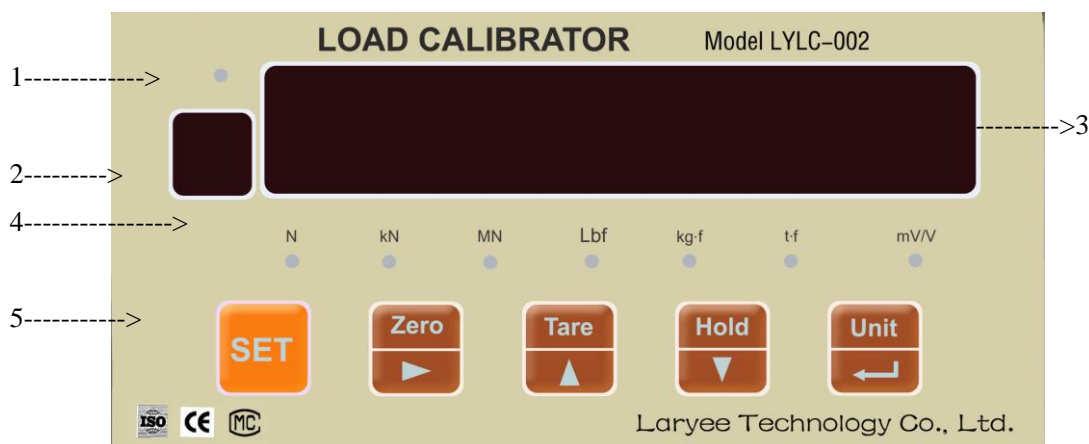 LOAD CALIBRATOR Model LYLC-002
1------------->
------------>3
2------------>
4---------------->
N kN MN Lbf kg·f t·f mV/V
5----------->
SET Zero Tare Hold Unit
ISO CE MC
Laryee Technology Co., Ltd.